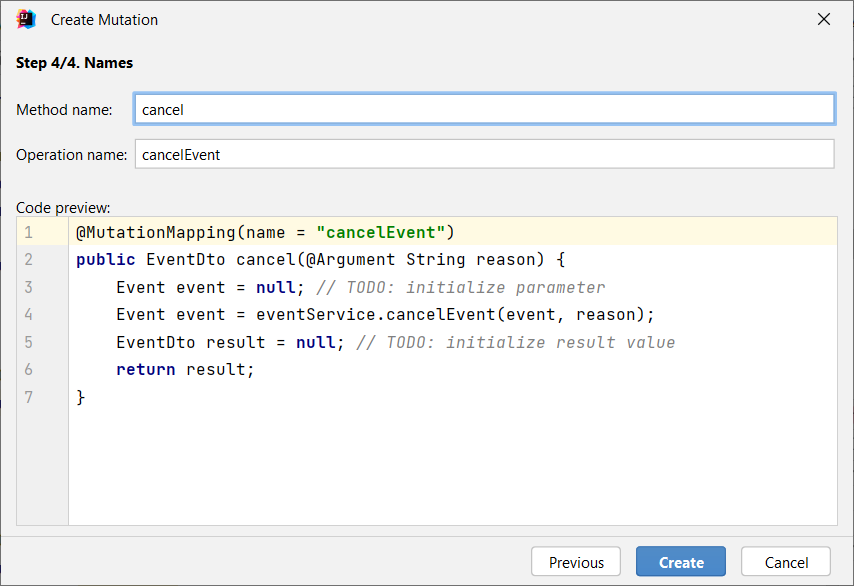 Create Mutation
Step 4/4. Names
Method name: cancel
Operation name: cancelEvent
Code preview:
1 @MutationMapping(name = "cancelEvent")
2 public EventDto cancel(@Argument String reason) {
3     Event event = null; // TODO: initialize parameter
4     Event event = eventService.cancelEvent(event, reason);
5     EventDto result = null; // TODO: initialize result value
6     return result;
7 }
Previous Create Cancel